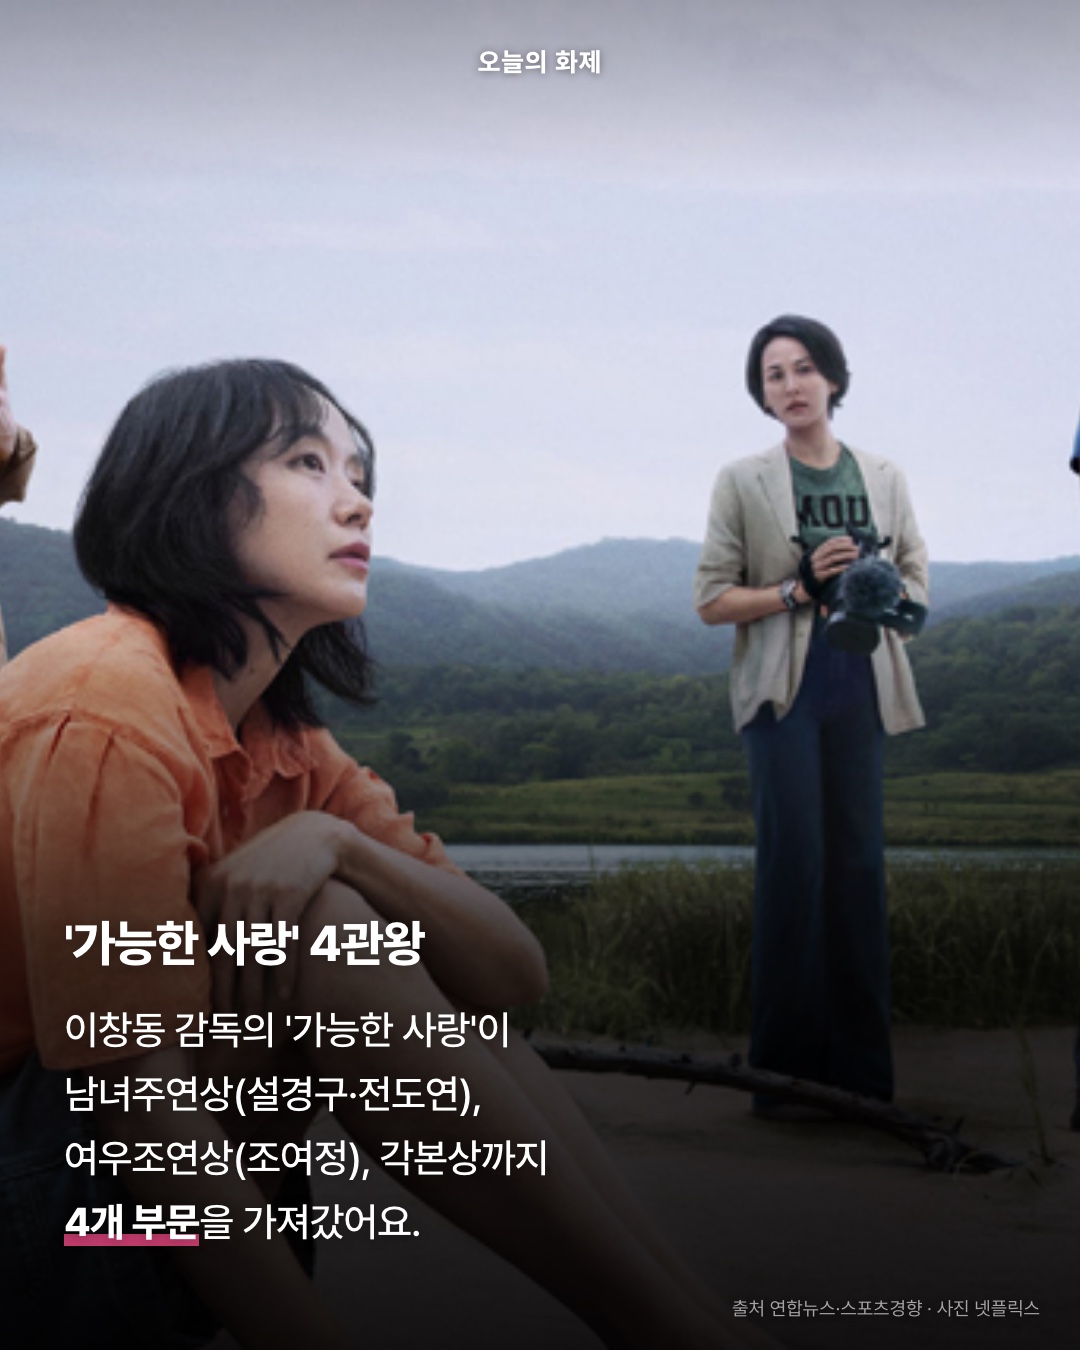 오늘의 화제
MOU
'가능한 사랑' 4관왕
이창동 감독의 '가능한 사랑'이
남녀주연상(설경구·전도연),
여우조연상(조여정), 각본상까지
4개 부문을 가져갔어요.
출처 연합뉴스·스포츠경향 · 사진 넷플릭스